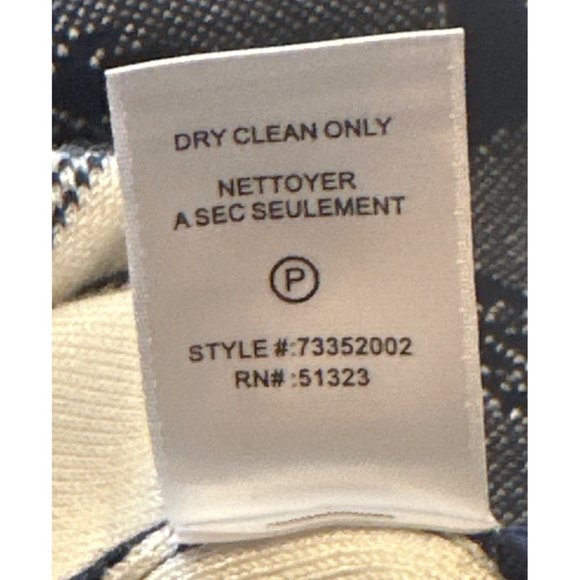 DRY CLEAN ONLY
NETTOYER
A SEC SEULEMENT
P
STYLE #:73352002
RN# :51323